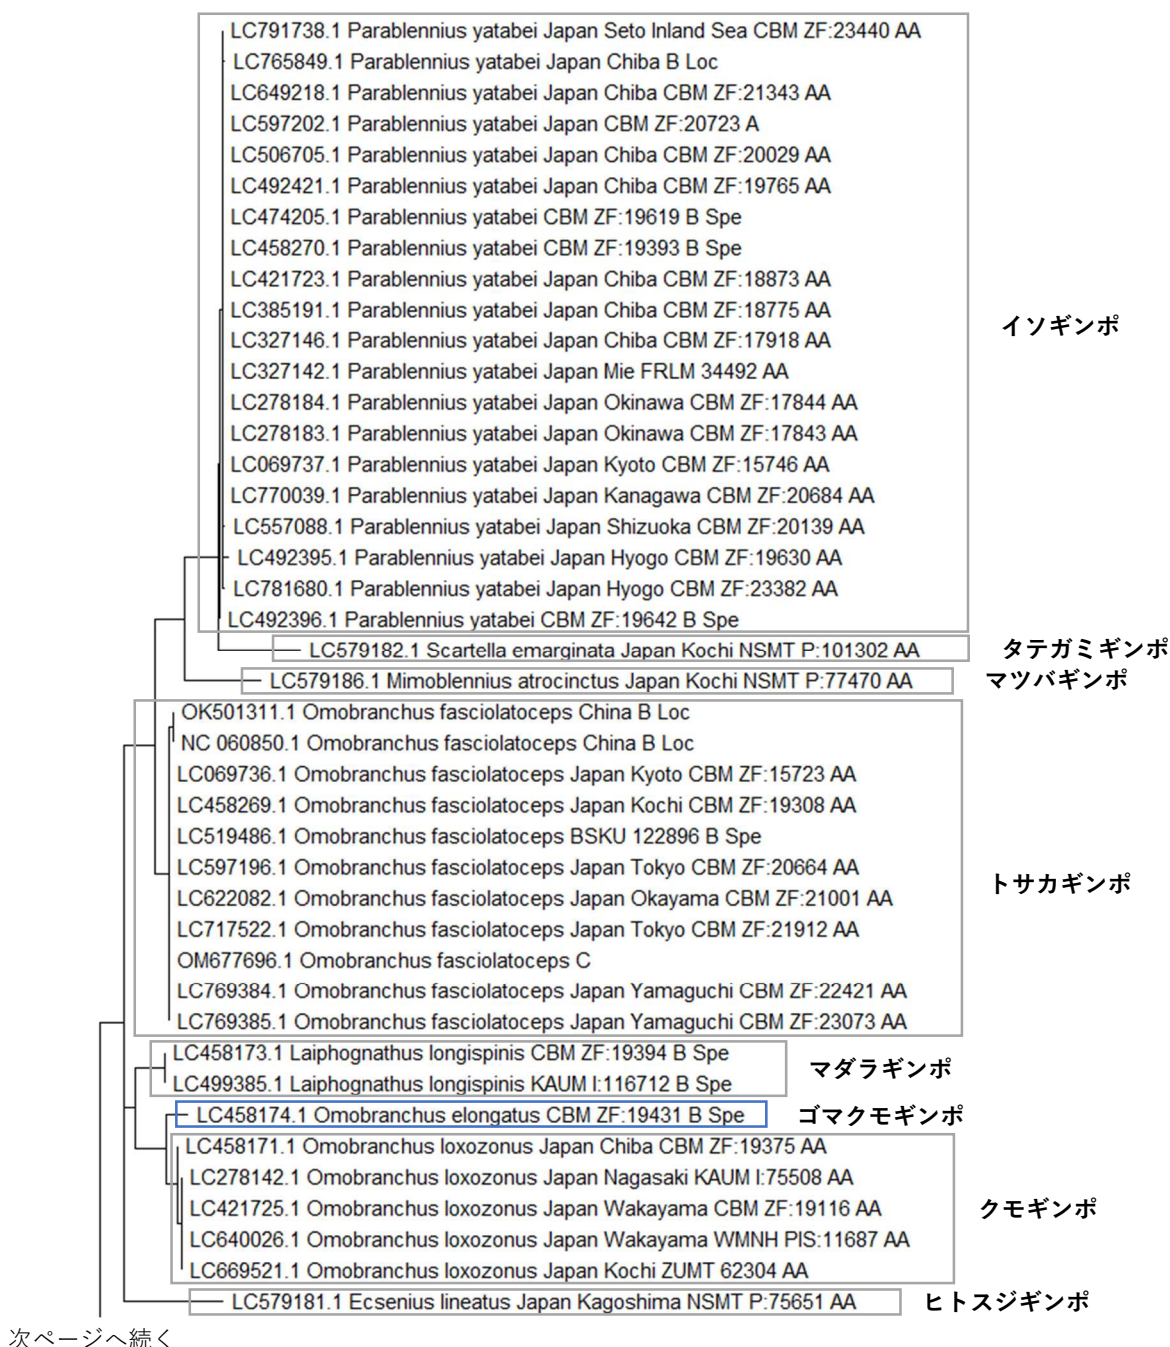 LC791738.1 Parablennius yatabei Japan Seto Inland Sea CBM ZF:23440 AA
LC765849.1 Parablennius yatabei Japan Chiba B Loc
LC649218.1 Parablennius yatabei Japan Chiba CBM ZF:21343 AA
LC597202.1 Parablennius yatabei Japan CBM ZF:20723 A
LC506705.1 Parablennius yatabei Japan Chiba CBM ZF:20029 AA
LC492421.1 Parablennius yatabei Japan Chiba CBM ZF:19765 AA
LC474205.1 Parablennius yatabei CBM ZF:19619 B Spe
LC458270.1 Parablennius yatabei CBM ZF:19393 B Spe
LC421723.1 Parablennius yatabei Japan Chiba CBM ZF:18873 AA
LC385191.1 Parablennius yatabei Japan Chiba CBM ZF:18775 AA
LC327146.1 Parablennius yatabei Japan Chiba CBM ZF:17918 AA
LC327142.1 Parablennius yatabei Japan Mie FRLM 34492 AA
LC278184.1 Parablennius yatabei Japan Okinawa CBM ZF:17844 AA
LC278183.1 Parablennius yatabei Japan Okinawa CBM ZF:17843 AA
LC069737.1 Parablennius yatabei Japan Kyoto CBM ZF:15746 AA
LC770039.1 Parablennius yatabei Japan Kanagawa CBM ZF:20684 AA
LC557088.1 Parablennius yatabei Japan Shizuoka CBM ZF:20139 AA
LC492395.1 Parablennius yatabei Japan Hyogo CBM ZF:19630 AA
LC781680.1 Parablennius yatabei Japan Hyogo CBM ZF:23382 AA
LC492396.1 Parablennius yatabei CBM ZF:19642 B Spe
イソギンポ
LC579182.1 Scartella emarginata Japan Kochi NSMT P:101302 AA
タテガミギンポ
LC579186.1 Mimoblennius atrocinctus Japan Kochi NSMT P:77470 AA
マツバギンポ
OK501311.1 Omobranchus fasciolatoceps China B Loc
NC 060850.1 Omobranchus fasciolatoceps China B Loc
LC069736.1 Omobranchus fasciolatoceps Japan Kyoto CBM ZF:15723 AA
LC458269.1 Omobranchus fasciolatoceps Japan Kochi CBM ZF:19308 AA
LC519486.1 Omobranchus fasciolatoceps BSKU 122896 B Spe
LC597196.1 Omobranchus fasciolatoceps Japan Tokyo CBM ZF:20664 AA
LC622082.1 Omobranchus fasciolatoceps Japan Okayama CBM ZF:21001 AA
LC717522.1 Omobranchus fasciolatoceps Japan Tokyo CBM ZF:21912 AA
OM677696.1 Omobranchus fasciolatoceps C
LC769384.1 Omobranchus fasciolatoceps Japan Yamaguchi CBM ZF:22421 AA
LC769385.1 Omobranchus fasciolatoceps Japan Yamaguchi CBM ZF:23073 AA
トサカギンポ
LC458173.1 Laiphognathus longispinis CBM ZF:19394 B Spe
LC499385.1 Laiphognathus longispinis KAUM I:116712 B Spe
マダラギンポ
LC458174.1 Omobranchus elongatus CBM ZF:19431 B Spe
ゴマクモギンポ
LC458171.1 Omobranchus loxozonus Japan Chiba CBM ZF:19375 AA
LC278142.1 Omobranchus loxozonus Japan Nagasaki KAUM I:75508 AA
LC421725.1 Omobranchus loxozonus Japan Wakayama CBM ZF:19116 AA
LC640026.1 Omobranchus loxozonus Japan Wakayama WMNH PIS:11687 AA
LC669521.1 Omobranchus loxozonus Japan Kochi ZUMT 62304 AA
クモギンポ
LC579181.1 Ecsenius lineatus Japan Kagoshima NSMT P:75651 AA
ヒトスジギンポ
次ページへ続く